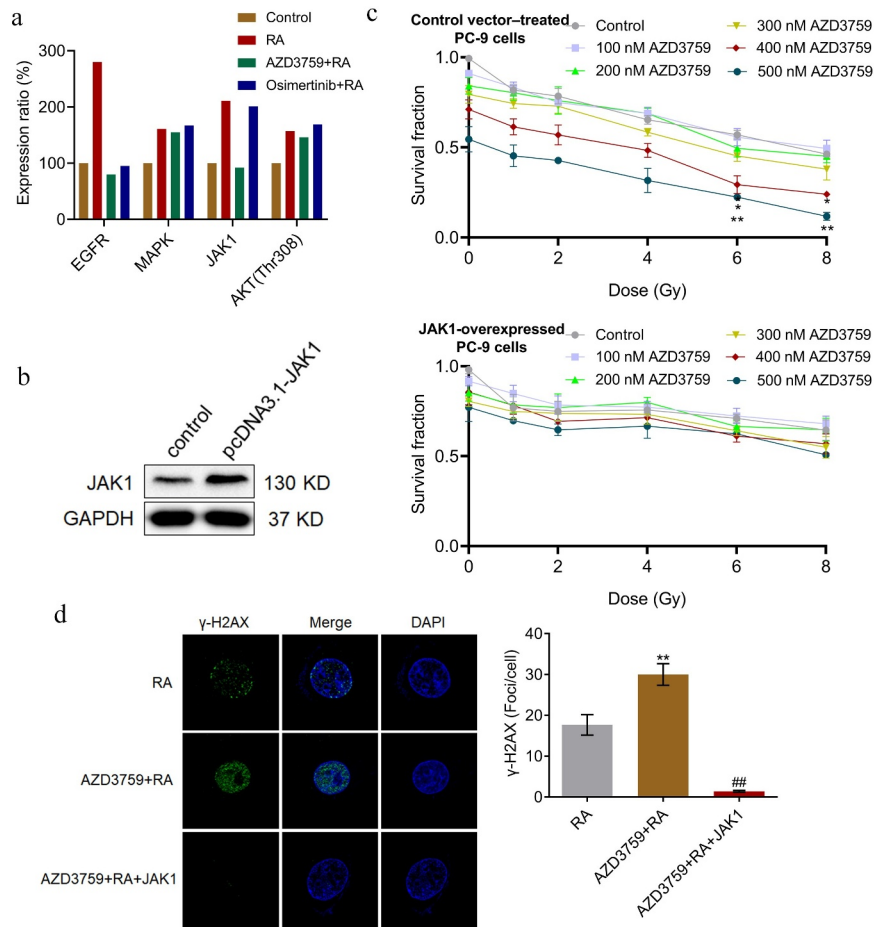 a
Control
RA
AZD3759+RA
Osimertinib+RA
Expression ratio (%)
300
200
100
0
EGFR
MAPK
JAK1
AKT(Thr308)
b
control
pcDNA3.1-JAK1
JAK1
130 KD
GAPDH
37 KD
c
Control vector–treated
PC-9 cells
Control
100 nM AZD3759
200 nM AZD3759
300 nM AZD3759
400 nM AZD3759
500 nM AZD3759
Survival fraction
1.0
0.5
0.0
*
**
*
**
0 2 4 6 8
Dose (Gy)
JAK1-overexpressed
PC-9 cells
Control
100 nM AZD3759
200 nM AZD3759
300 nM AZD3759
400 nM AZD3759
500 nM AZD3759
Survival fraction
1.0
0.5
0.0
0 2 4 6 8
Dose (Gy)
d
γ-H2AX Merge DAPI
RA
AZD3759+RA
AZD3759+RA+JAK1
γ-H2AX (Foci/cell)
40
30
20
10
0
**
##
RA
AZD3759+RA
AZD3759+RA+JAK1